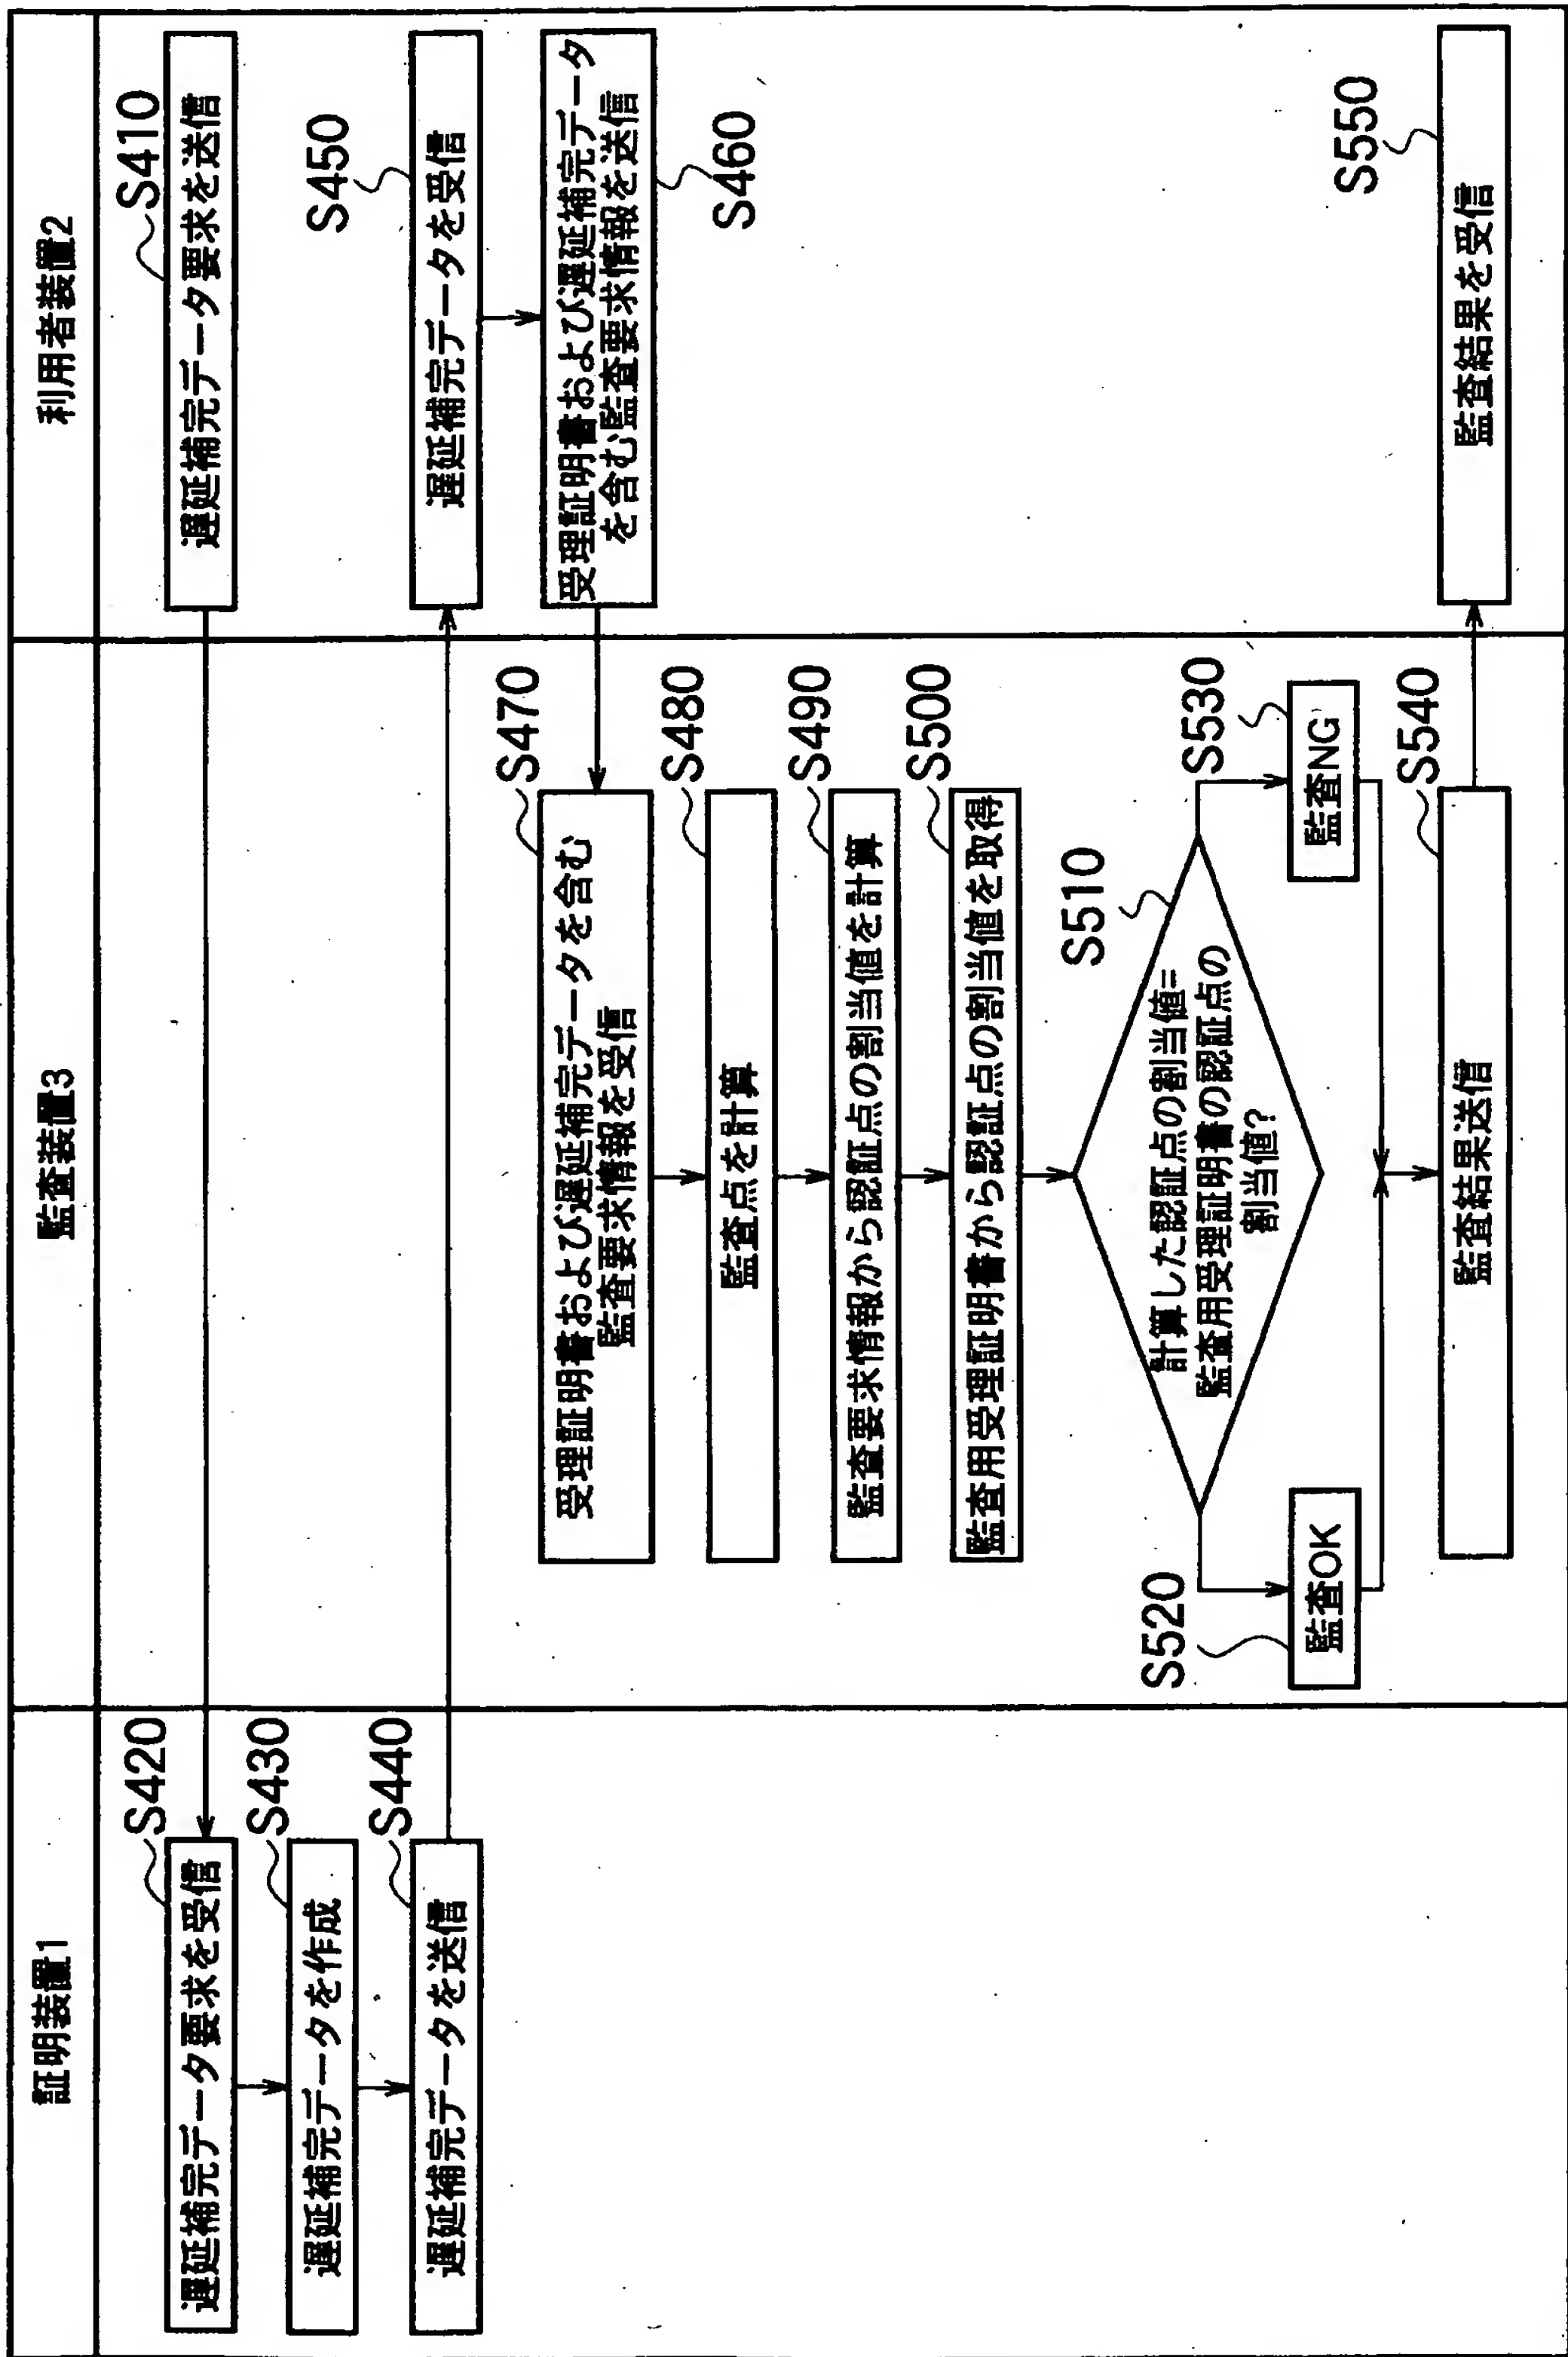 証明装置1
監査装置3
利用者装置2
S410
遅延補完データ要求を送信
S420
遅延補完データ要求を受信
S430
遅延補完データを作成
S440
遅延補完データを送信
S450
遅延補完データを受信
受理証明書および遅延補完データ
を含む監査要求情報を送信
S460
S470
受理証明書および遅延補完データを含む
監査要求情報を受信
S480
監査点を計算
S490
監査要求情報から認証点の割当値を計算
S500
監査用受理証明書から認証点の割当値を取得
S510
計算した認証点の割当値=
監査用受理証明書の認証点の
割当値?
S520
監査OK
S530
監査NG
S540
監査結果送信
S550
監査結果を受信